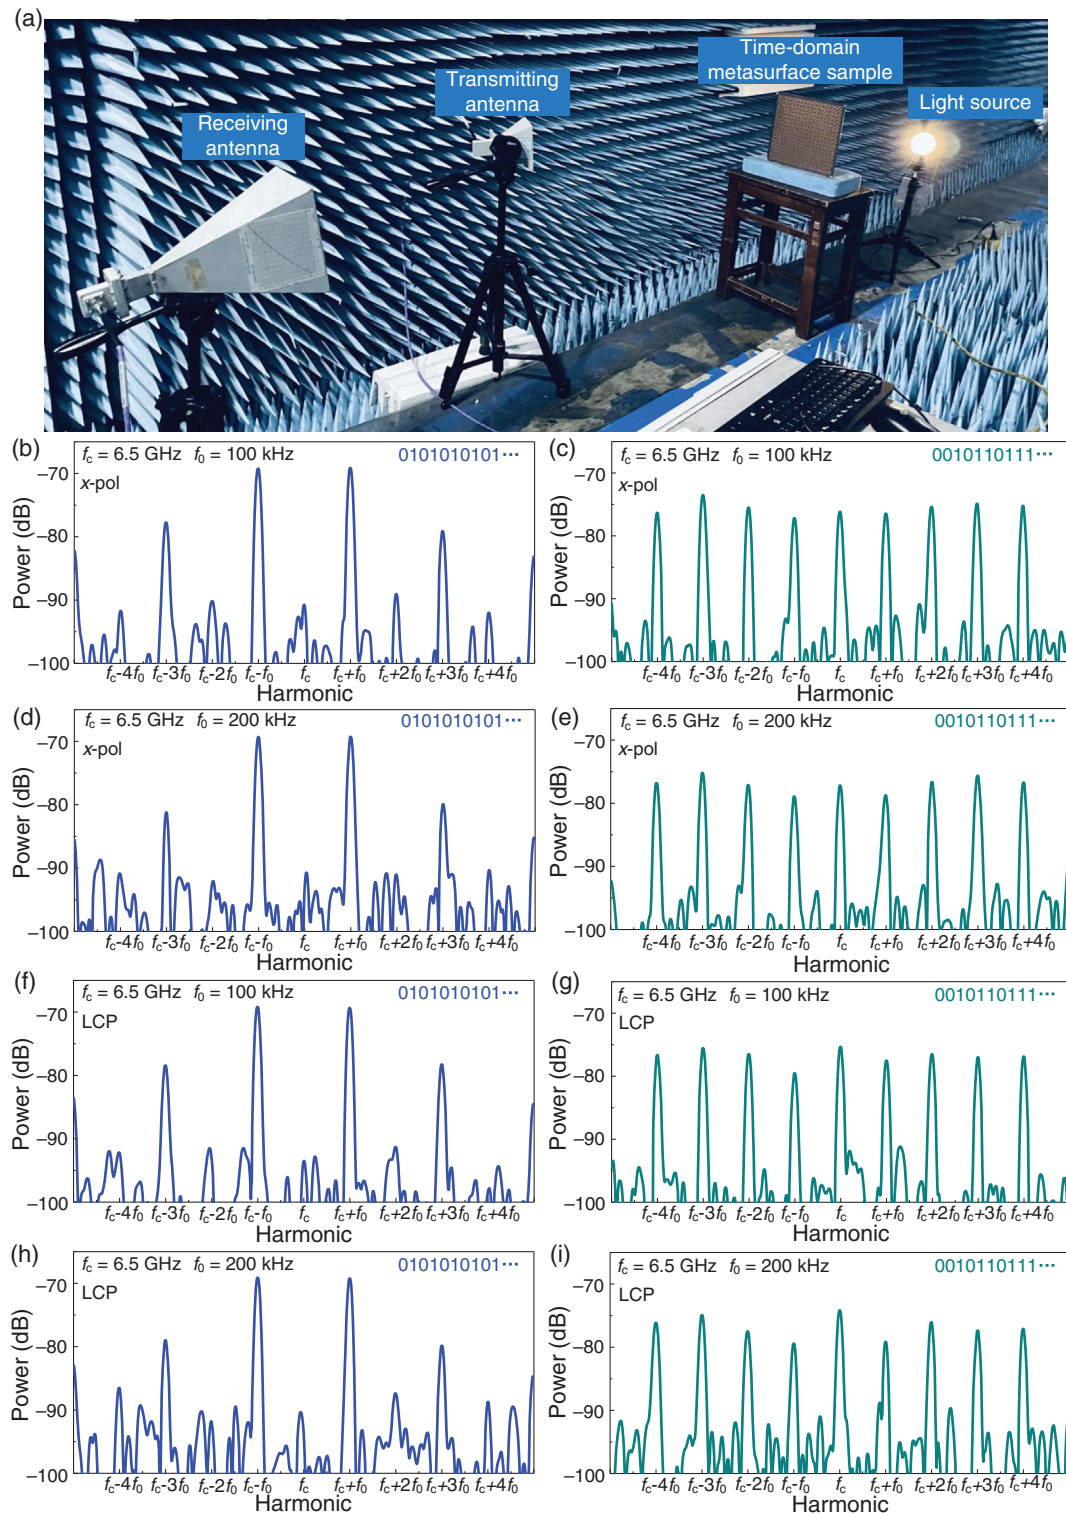 (a)
Time-domain
metasurface sample
Transmitting
antenna
Light source
Receiving
antenna
(b)
fc = 6.5 GHz f0 = 100 kHz
0101010101···
x-pol
Power (dB)
−70
−80
−90
−100
fc-4f0 fc-3f0 fc-2f0 fc-f0 fc fc+f0 fc+2f0 fc+3f0 fc+4f0
Harmonic
(c)
fc = 6.5 GHz f0 = 100 kHz
0010110111···
x-pol
Power (dB)
−70
−80
−90
−100
fc-4f0 fc-3f0 fc-2f0 fc-f0 fc fc+f0 fc+2f0 fc+3f0 fc+4f0
Harmonic
(d)
fc = 6.5 GHz f0 = 200 kHz
0101010101···
x-pol
Power (dB)
−70
−80
−90
−100
fc-4f0 fc-3f0 fc-2f0 fc-f0 fc fc+f0 fc+2f0 fc+3f0 fc+4f0
Harmonic
(e)
fc = 6.5 GHz f0 = 200 kHz
0010110111···
x-pol
Power (dB)
−70
−80
−90
−100
fc-4f0 fc-3f0 fc-2f0 fc-f0 fc fc+f0 fc+2f0 fc+3f0 fc+4f0
Harmonic
(f)
fc = 6.5 GHz f0 = 100 kHz
0101010101···
LCP
Power (dB)
−70
−80
−90
−100
fc-4f0 fc-3f0 fc-2f0 fc-f0 fc fc+f0 fc+2f0 fc+3f0 fc+4f0
Harmonic
(g)
fc = 6.5 GHz f0 = 100 kHz
0010110111···
LCP
Power (dB)
−70
−80
−90
−100
fc-4f0 fc-3f0 fc-2f0 fc-f0 fc fc+f0 fc+2f0 fc+3f0 fc+4f0
Harmonic
(h)
fc = 6.5 GHz f0 = 200 kHz
0101010101···
LCP
Power (dB)
−70
−80
−90
−100
fc-4f0 fc-3f0 fc-2f0 fc-f0 fc fc+f0 fc+2f0 fc+3f0 fc+4f0
Harmonic
(i)
fc = 6.5 GHz f0 = 200 kHz
0010110111···
LCP
Power (dB)
−70
−80
−90
−100
fc-4f0 fc-3f0 fc-2f0 fc-f0 fc fc+f0 fc+2f0 fc+3f0 fc+4f0
Harmonic